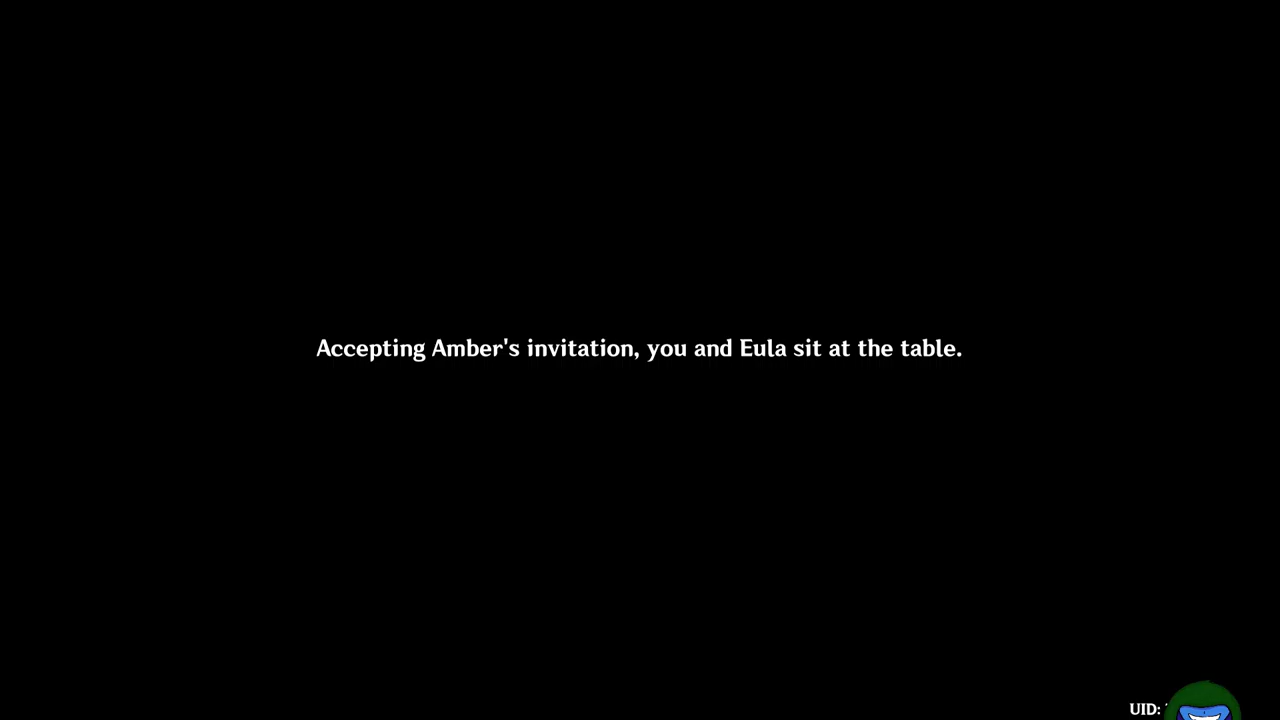 Accepting Amber's invitation, you and Eula sit at the table.
UID: